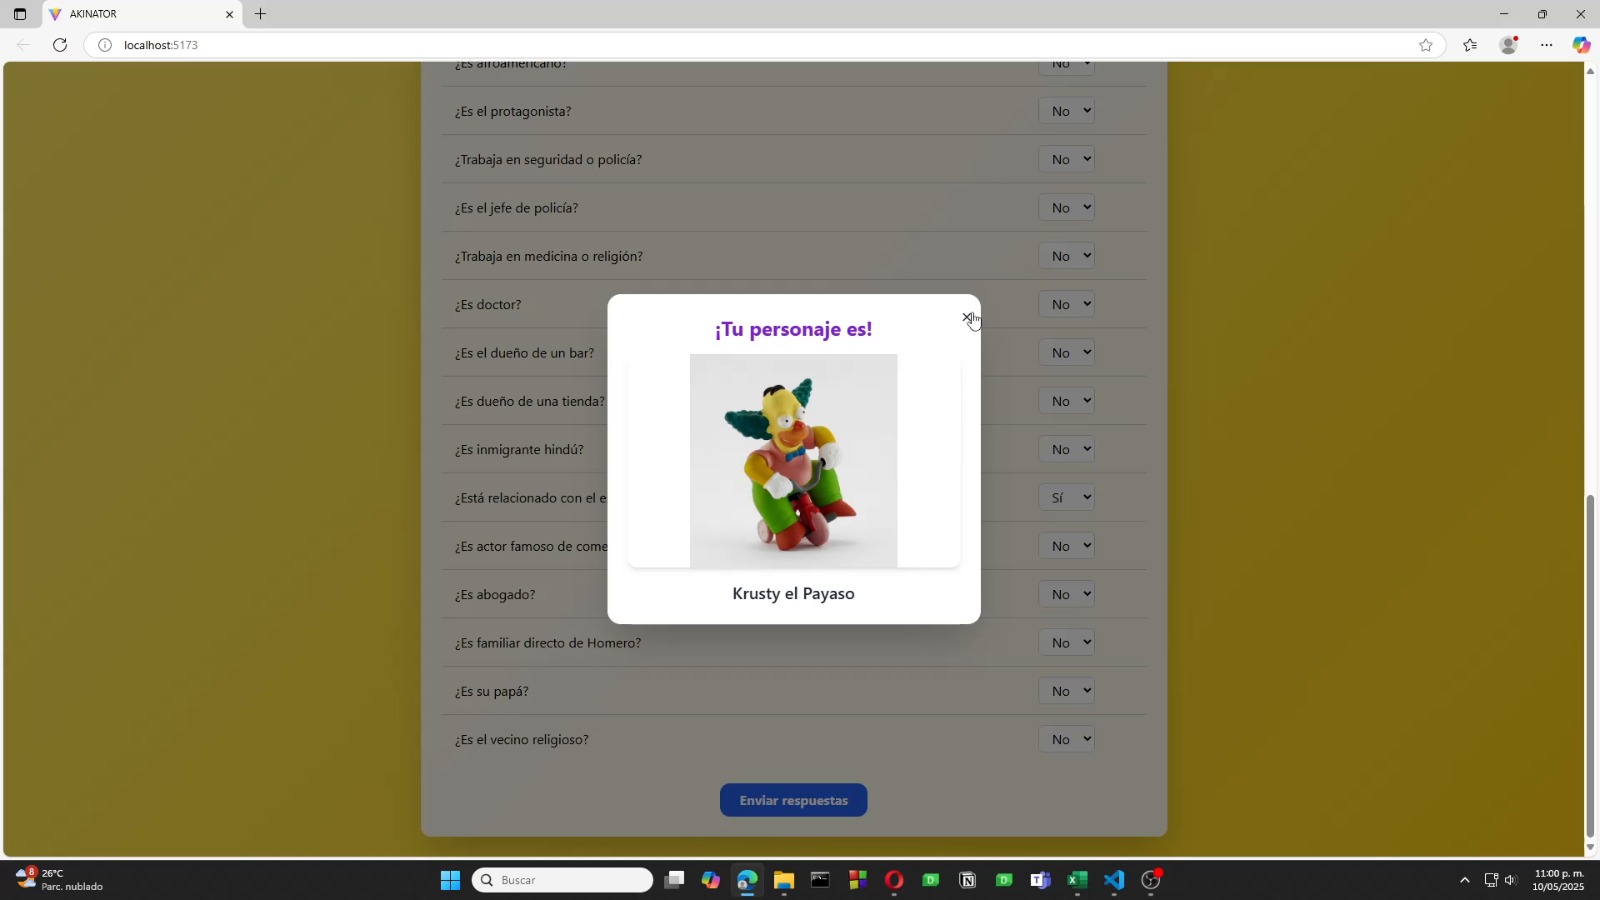 AKINATOR
localhost:5173
¿Es afroamericano? No
¿Es el protagonista? No
¿Trabaja en seguridad o policía? No
¿Es el jefe de policía? No
¿Trabaja en medicina o religión? No
¿Es doctor? No
¡Tu personaje es!
¿Es el dueño de un bar? No
¿Es dueño de una tienda? No
¿Es inmigrante hindú? No
¿Está relacionado con el e Sí
¿Es actor famoso de come No
¿Es abogado? No
Krusty el Payaso
¿Es familiar directo de Homero? No
¿Es su papá? No
¿Es el vecino religioso? No
Enviar respuestas
8
26°C
Parc. nublado
Buscar
11:00 p. m.
10/05/2025